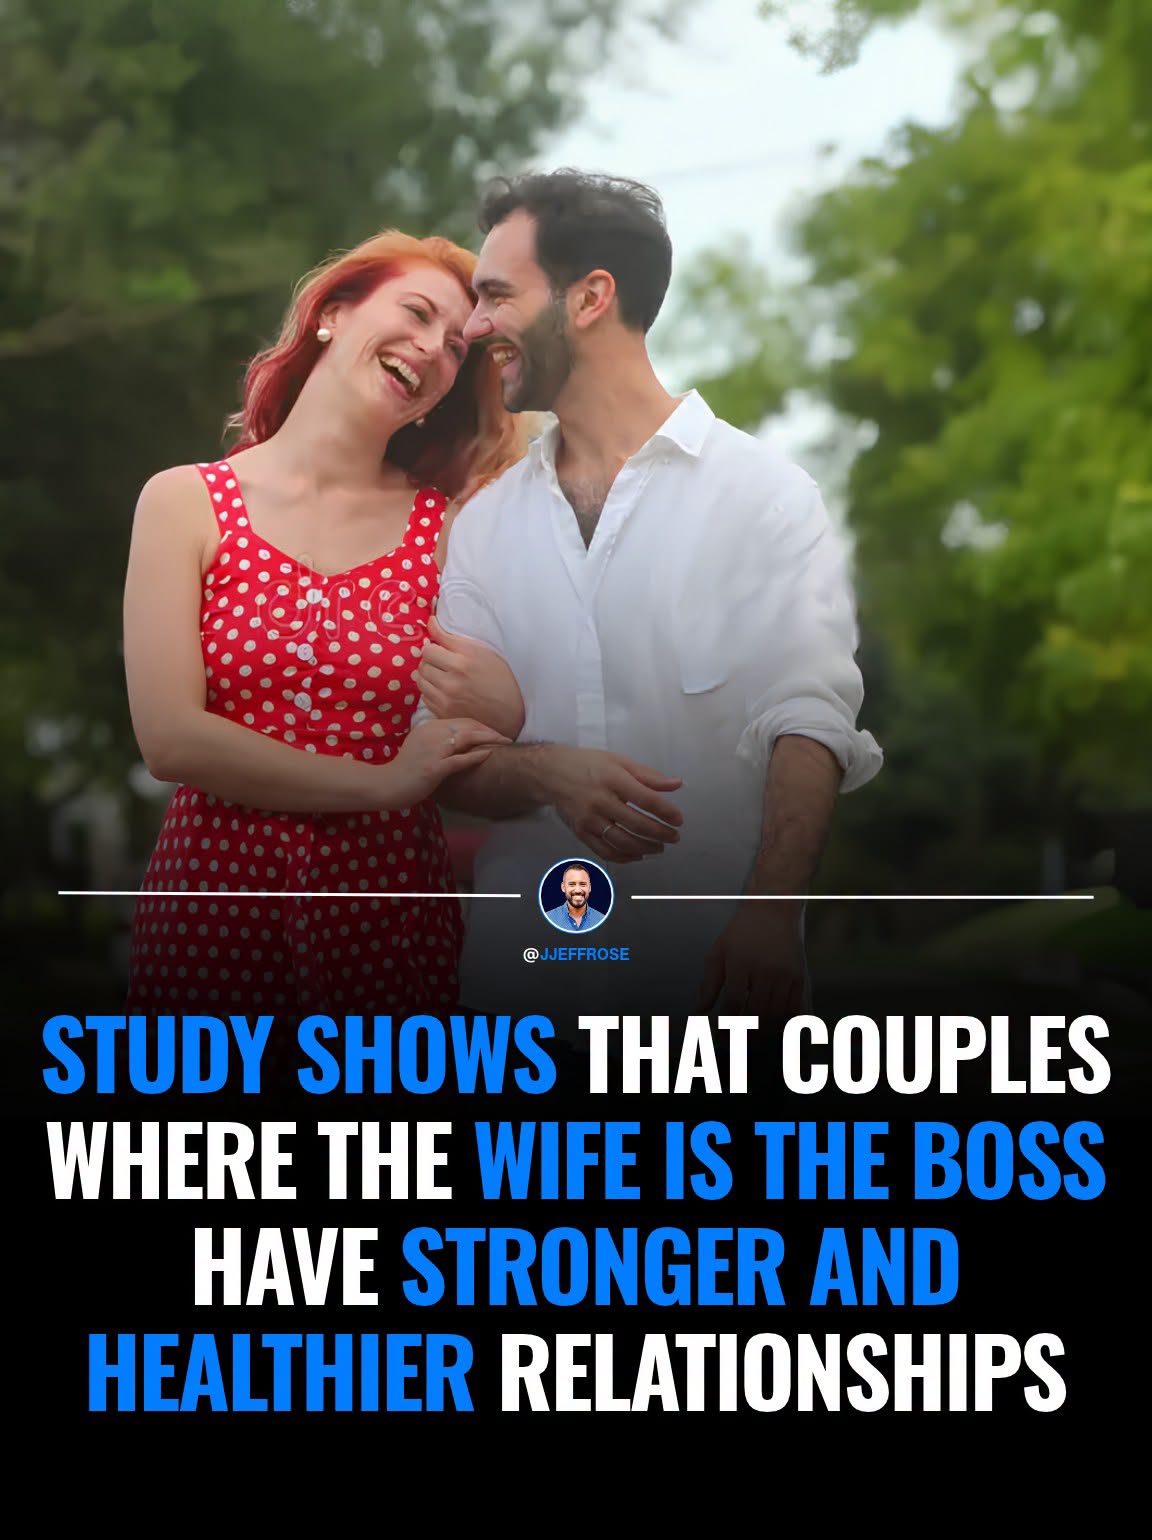 @JJEFFROSE
STUDY SHOWS THAT COUPLES
WHERE THE WIFE IS THE BOSS
HAVE STRONGER AND
HEALTHIER RELATIONSHIPS